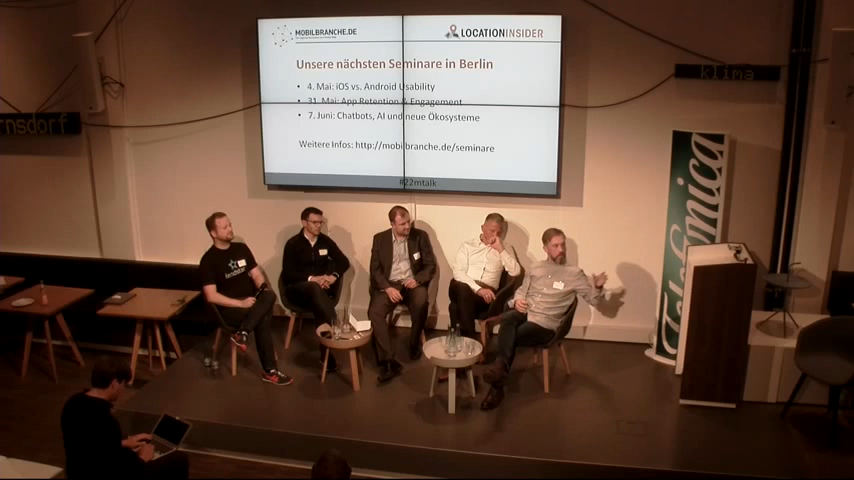 MOBILBRANCHE.DE
LOCATIONINSIDER
Unsere nächsten Seminare in Berlin
• 4. Mai: iOS vs. Android Usability
• 31. Mai: App Retention & Engagement
• 7. Juni: Chatbots, AI und neue Ökosysteme
Weitere Infos: http://mobilbranche.de/seminare
#22mtalk
klima
rnsdorf
Telefónica